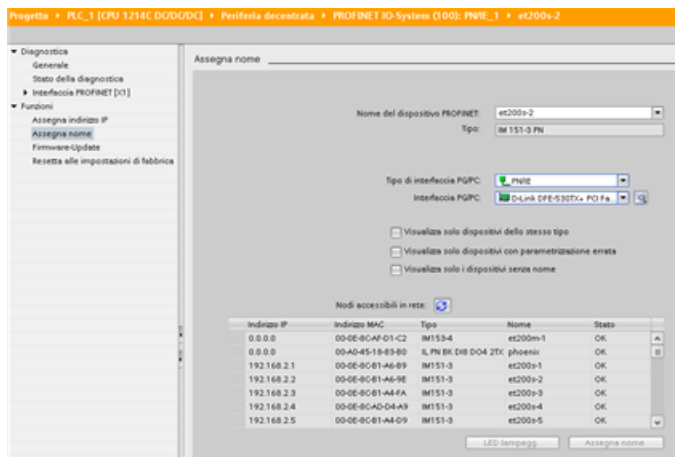 Progetto ▸ PLC_1 [CPU 1214C DC/DC/DC] ▸ Periferia decentrata ▸ PROFINET IO-System (100): PN/IE_1 ▸ et200s-2
Diagnostica
Generale
Stato della diagnostica
Interfaccia PROFINET [X1]
Funzioni
Assegna indirizzo IP
Assegna nome
Firmware-Update
Resetta alle impostazioni di fabbrica
Assegna nome
Nome del dispositivo PROFINET: et200s-2
Tipo: IM 151-3 PN
Tipo di interfaccia PG/PC: PN/IE
Interfaccia PG/PC: D-Link DFE-530TX+ PCI Fa...
Visualizza solo dispositivi dello stesso tipo
Visualizza solo dispositivi con parametrizzazione errata
Visualizza solo i dispositivi senza nome
Nodi accessibili in rete:
Indirizzo IP Indirizzo MAC Tipo Nome Stato
0.0.0.0 00-0E-8C-AF-D1-C2 IM153-4 et200m-1 OK
0.0.0.0 00-A0-45-18-83-80 IL PN BK DI8 DO4 2TX phoenix OK
192.168.2.1 00-0E-8C-81-A6-89 IM151-3 et200s-1 OK
192.168.2.2 00-0E-8C-81-A6-9E IM151-3 et200s-2 OK
192.168.2.3 00-0E-8C-81-A4-FA IM151-3 et200s-3 OK
192.168.2.4 00-0E-8C-AD-D4-A9 IM151-3 et200s-4 OK
192.168.2.5 00-0E-8C-81-A4-D9 IM151-3 et200s-5 OK
LED lampegg. Assegna nome